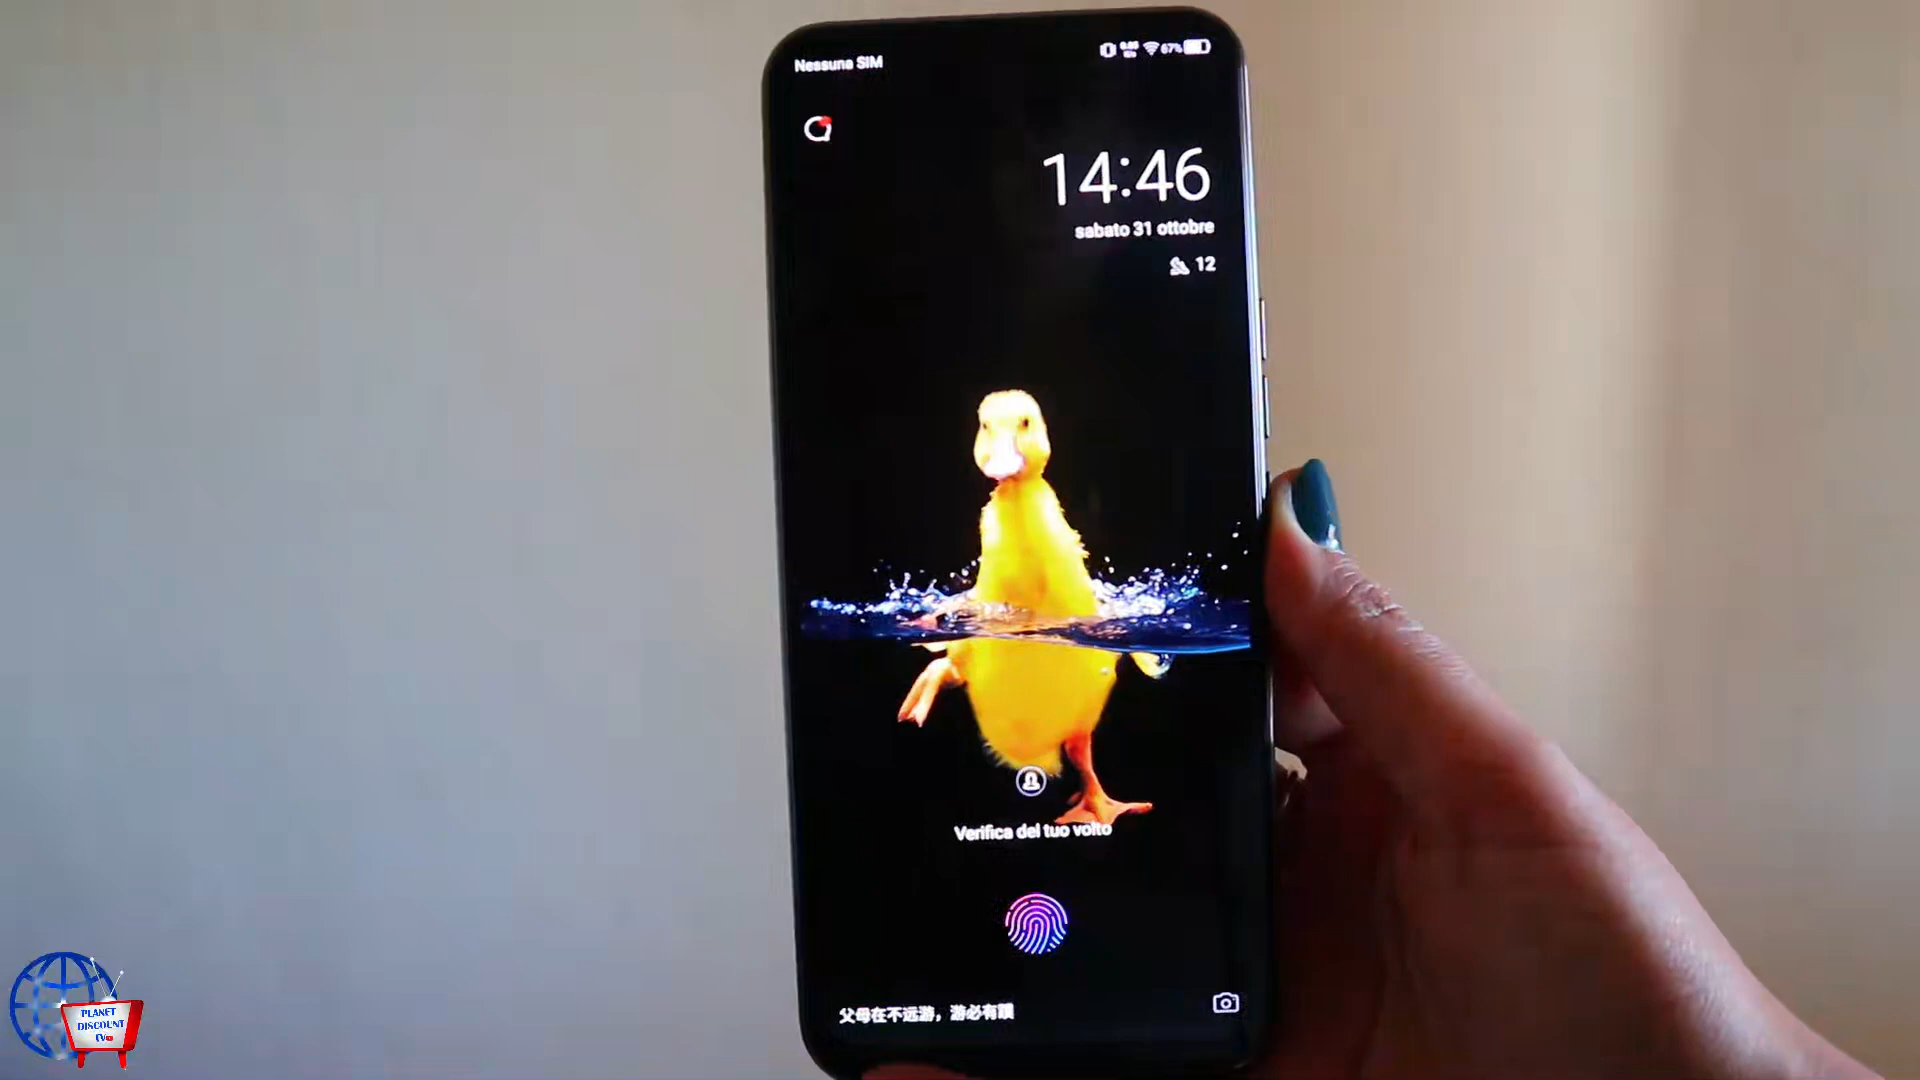 Nessuna SIM
67%
14:46
sabato 31 ottobre
12
Verifica del tuo volto
父母在不远游，游必有
PLANET
DISCOUNT
TV